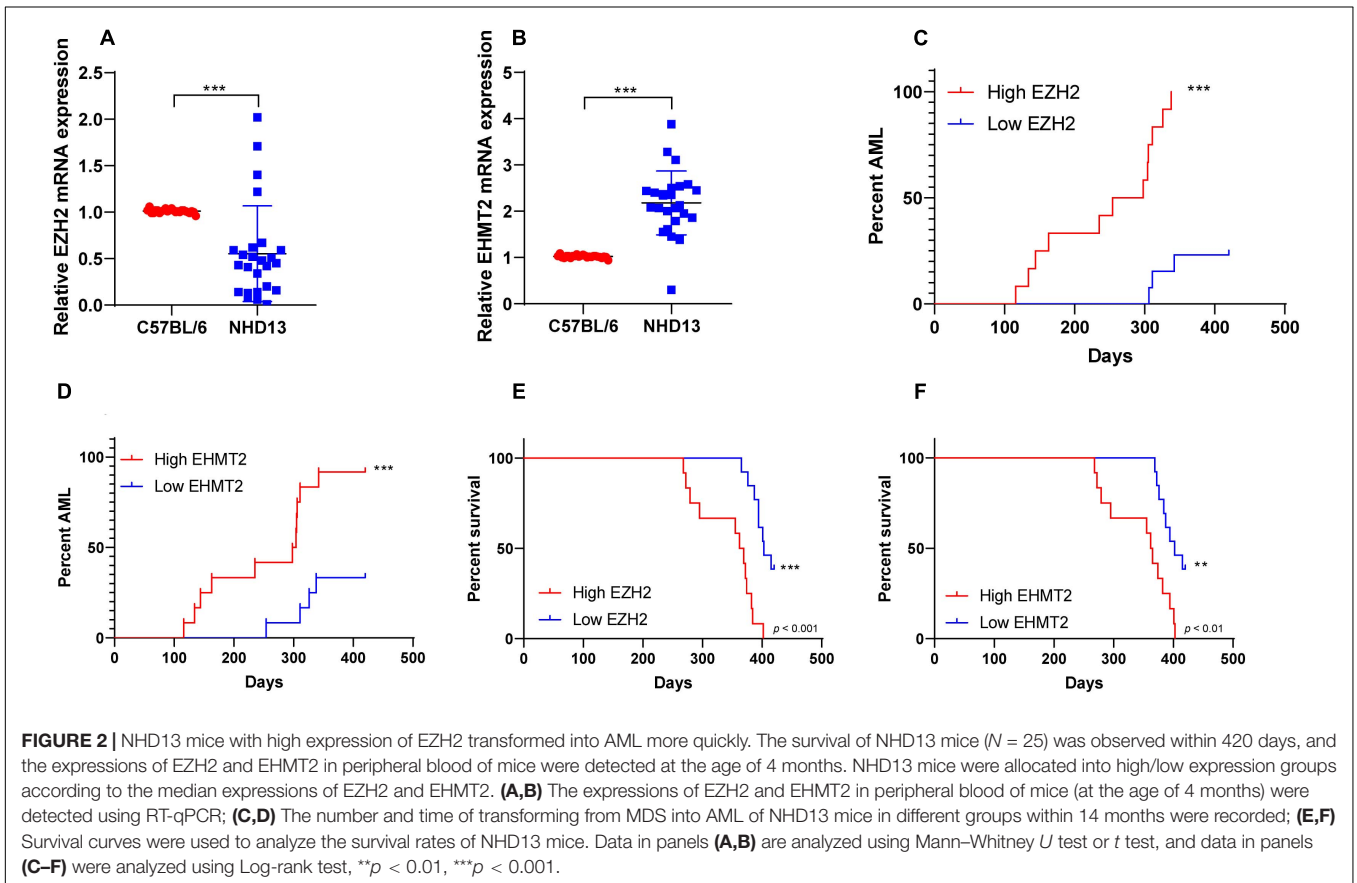 A
Relative EZH2 mRNA expression
2.5
2.0
1.5
1.0
0.5
0.0
***
C57BL/6 NHD13
B
Relative EHMT2 mRNA expression
5
4
3
2
1
0
***
C57BL/6 NHD13
C
Percent AML
100
50
0
High EZH2
Low EZH2
***
0 100 200 300 400 500
Days
D
Percent AML
100
50
0
High EHMT2
Low EHMT2
***
0 100 200 300 400 500
Days
E
Percent survival
100
50
0
High EZH2
Low EZH2
***
p < 0.001
0 100 200 300 400 500
Days
F
Percent survival
100
50
0
High EHMT2
Low EHMT2
**
p < 0.01
0 100 200 300 400 500
Days
FIGURE 2 | NHD13 mice with high expression of EZH2 transformed into AML more quickly. The survival of NHD13 mice (N = 25) was observed within 420 days, and
the expressions of EZH2 and EHMT2 in peripheral blood of mice were detected at the age of 4 months. NHD13 mice were allocated into high/low expression groups
according to the median expressions of EZH2 and EHMT2. (A,B) The expressions of EZH2 and EHMT2 in peripheral blood of mice (at the age of 4 months) were
detected using RT-qPCR; (C,D) The number and time of transforming from MDS into AML of NHD13 mice in different groups within 14 months were recorded; (E,F)
Survival curves were used to analyze the survival rates of NHD13 mice. Data in panels (A,B) are analyzed using Mann–Whitney U test or t test, and data in panels
(C–F) were analyzed using Log-rank test, **p < 0.01, ***p < 0.001.